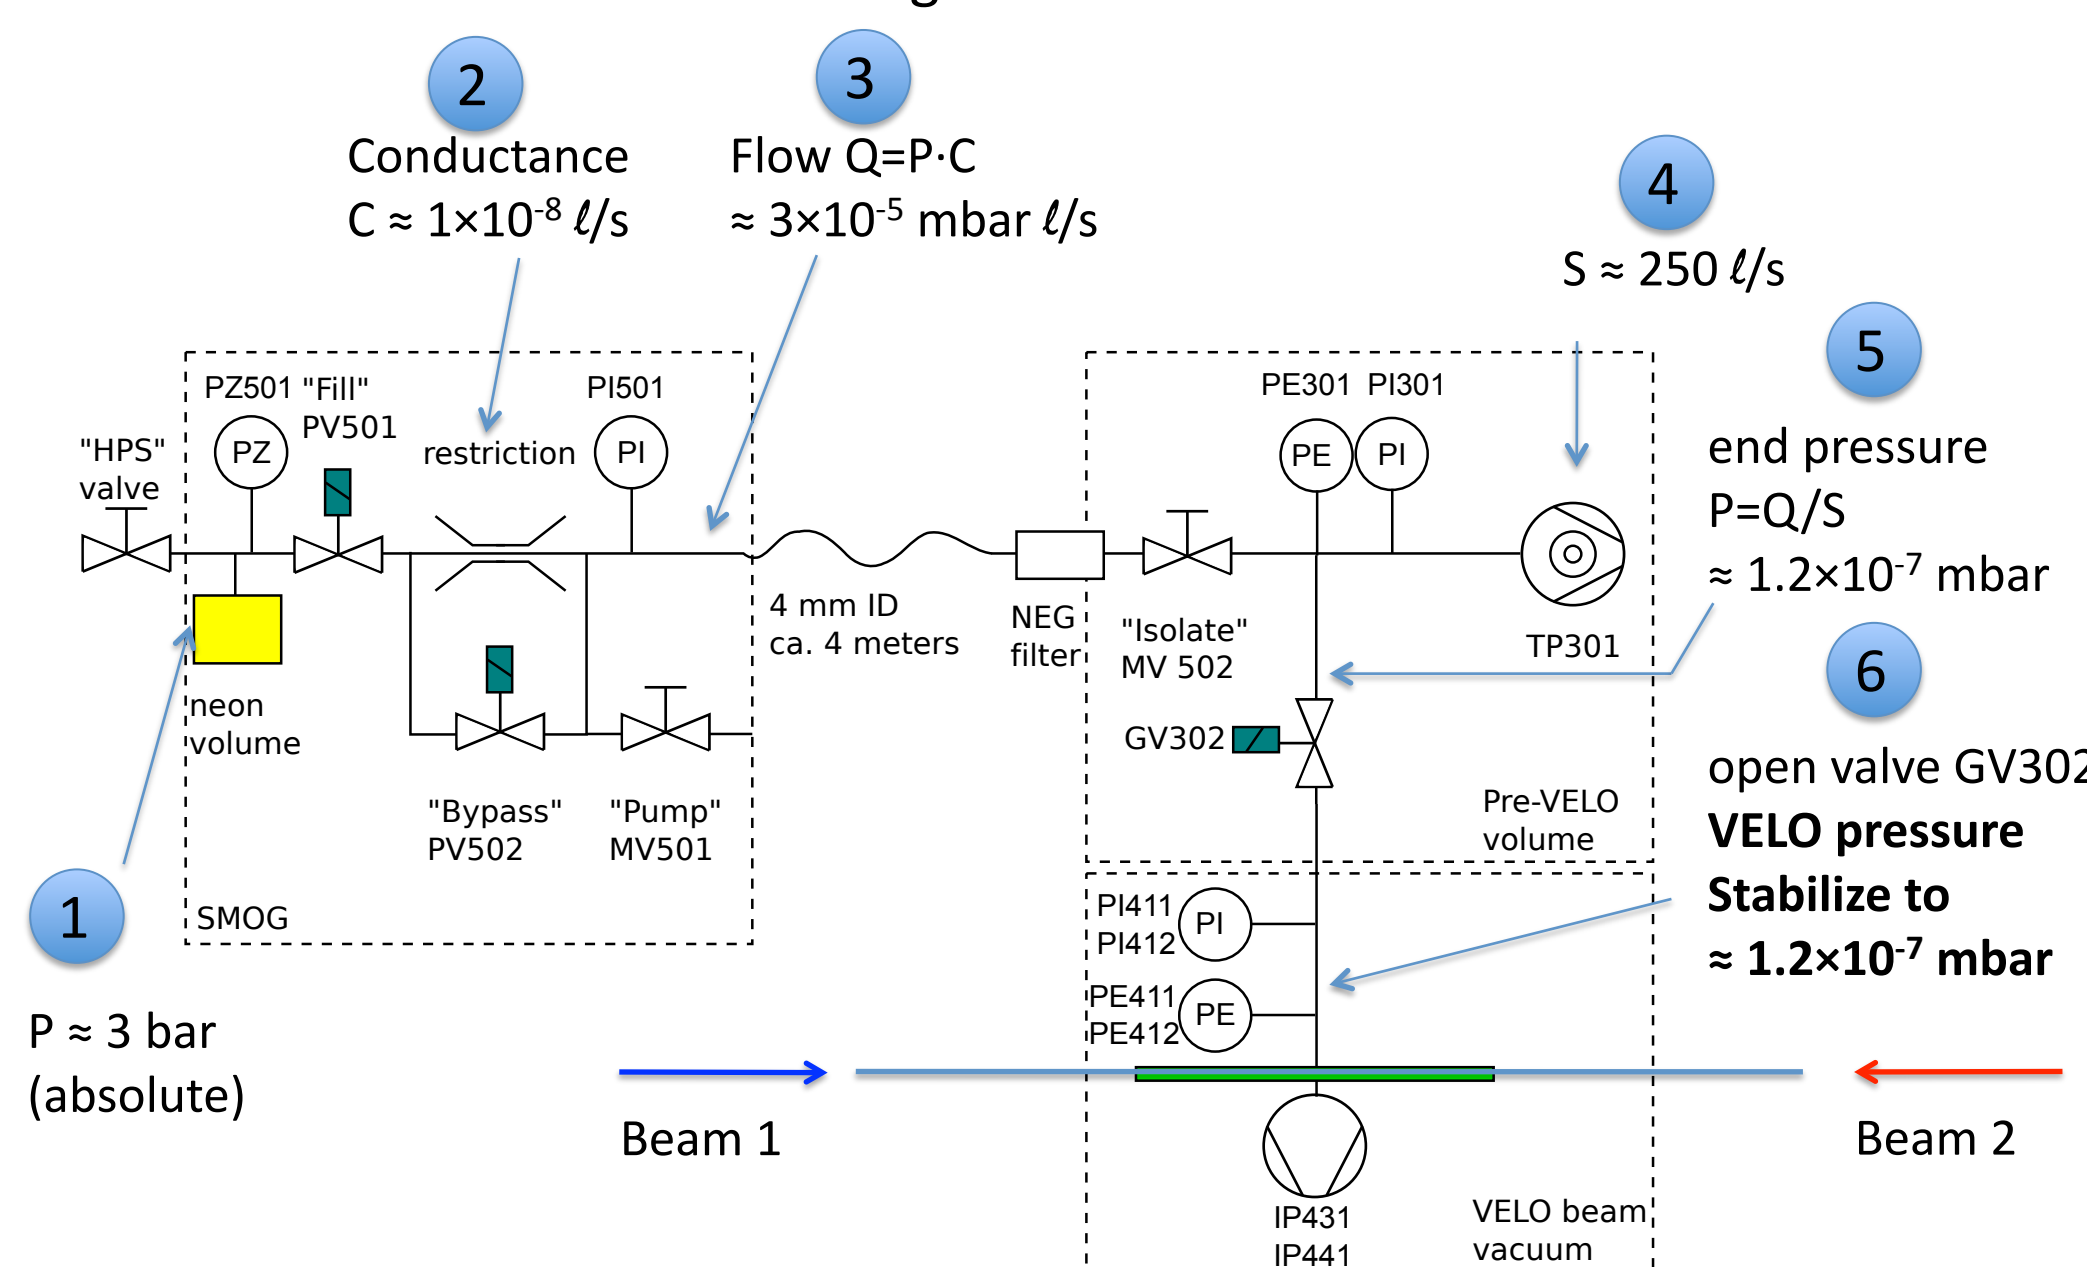 g
2
3
Conductance
C ≈ 1×10⁻⁸ ℓ/s
Flow Q=P·C
≈ 3×10⁻⁵ mbar ℓ/s
4
S ≈ 250 ℓ/s
5
end pressure
P=Q/S
≈ 1.2×10⁻⁷ mbar
6
open valve GV302
VELO pressure
Stabilize to
≈ 1.2×10⁻⁷ mbar
1
P ≈ 3 bar
(absolute)
"HPS"
valve
PZ501
PZ
"Fill"
PV501
restriction
PI501
PI
neon
volume
"Bypass"
PV502
"Pump"
MV501
SMOG
4 mm ID
ca. 4 meters
NEG
filter
"Isolate"
MV 502
PE301
PI301
PE
PI
TP301
GV302
Pre-VELO
volume
PI411
PI412
PI
PE411
PE412
PE
Beam 1
Beam 2
IP431
IP441
VELO beam
vacuum